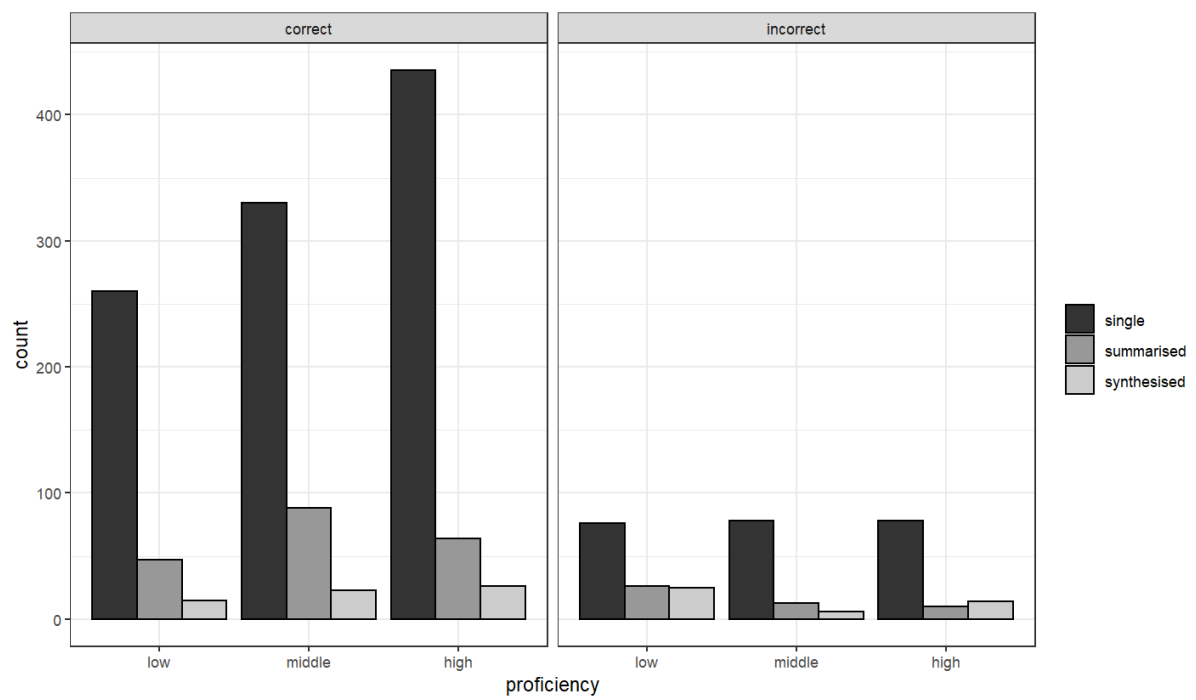 correct
incorrect
400
300
200
100
0
count
low
middle
high
low
middle
high
proficiency
single
summarised
synthesised